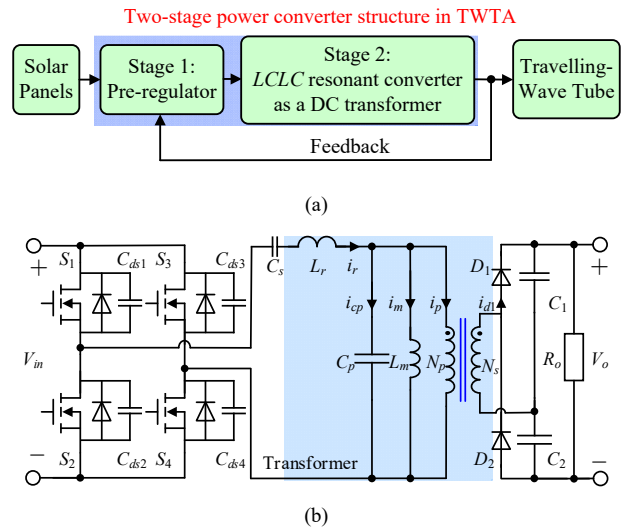 Two-stage power converter structure in TWTA
Solar
Panels
Stage 1:
Pre-regulator
Stage 2:
LCLC resonant converter
as a DC transformer
Travelling-
Wave Tube
Feedback
(a)
S1
Cds1
S3
Cds3
Cs
Lr
ir
icp
im
ip
id1
D1
C1
+
+
Vin
Cp
Lm
Np
Ns
Ro
Vo
−
−
S2
Cds2
S4
Cds4
Transformer
D2
C2
(b)